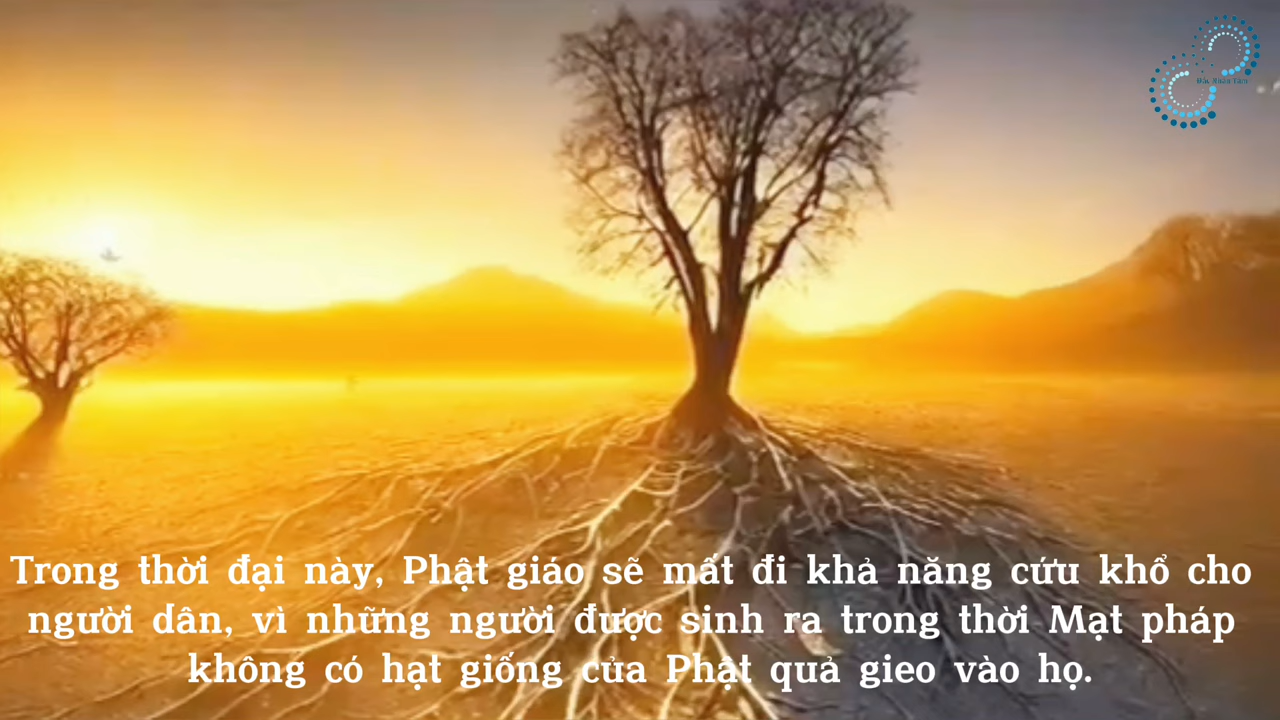 Trong thời đại này, Phật giáo sẽ mất đi khả năng cứu khổ cho
người dân, vì những người được sinh ra trong thời Mạt pháp
không có hạt giống của Phật quả gieo vào họ.